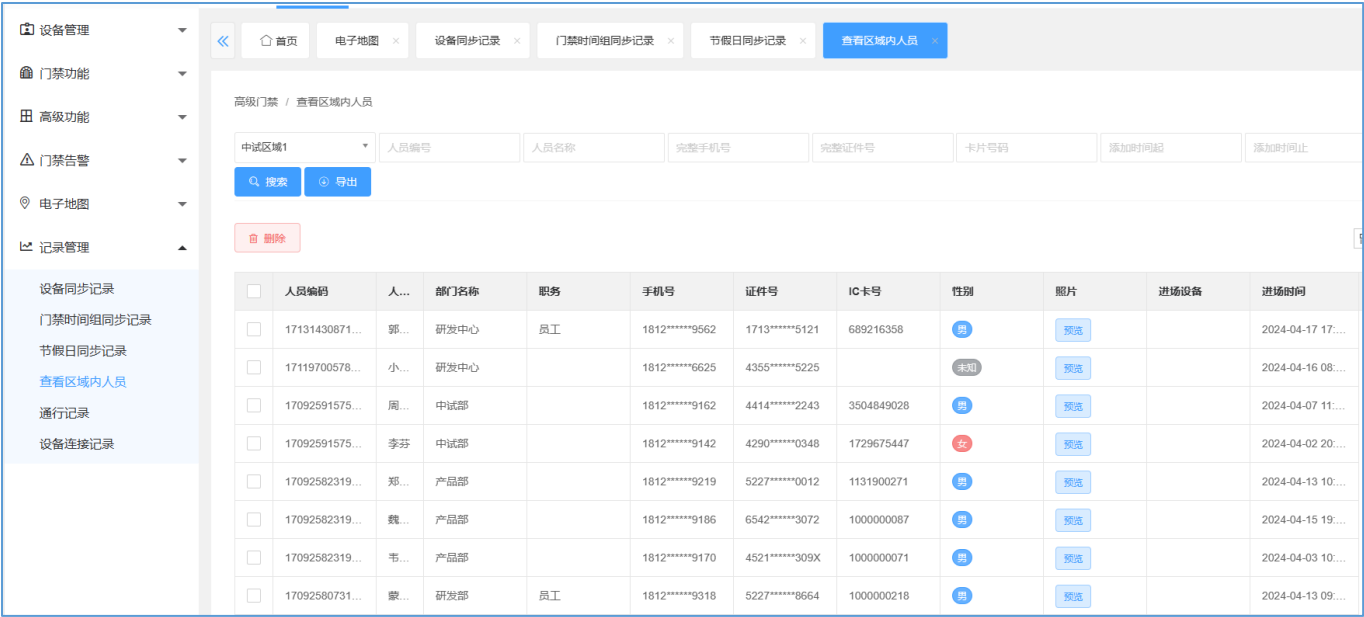 设备管理
门禁功能
高级功能
门禁告警
电子地图
记录管理
设备同步记录
门禁时间组同步记录
节假日同步记录
查看区域内人员
通行记录
设备连接记录
首页 电子地图 × 设备同步记录 × 门禁时间组同步记录 × 节假日同步记录 × 查看区域内人员 ×
高级门禁 / 查看区域内人员
中试区域1 人员编号 人员名称 完整手机号 完整证件号 卡片号码 添加时间起 添加时间止
搜索 导出
删除
人员编码 人... 部门名称 职务 手机号 证件号 IC卡号 性别 照片 进场设备 进场时间
17131430871... 郭... 研发中心 员工 1812******9562 1713******5121 689216358 男 预览 2024-04-17 17:...
17119700578... 小... 研发中心 1812******6625 4355******5225 未知 预览 2024-04-16 08:...
17092591575... 周... 中试部 1812******9162 4414******2243 3504849028 男 预览 2024-04-07 11:...
17092591575... 李芬 中试部 1812******9142 4290******0348 1729675447 女 预览 2024-04-02 20:...
17092582319... 郑... 产品部 1812******9219 5227******0012 1131900271 男 预览 2024-04-13 10:...
17092582319... 魏... 产品部 1812******9186 6542******3072 1000000087 男 预览 2024-04-15 19:...
17092582319... 韦... 产品部 1812******9170 4521******309X 1000000071 男 预览 2024-04-03 10:...
17092580731... 蒙... 研发部 员工 1812******9318 5227******8664 1000000218 男 预览 2024-04-13 09:...